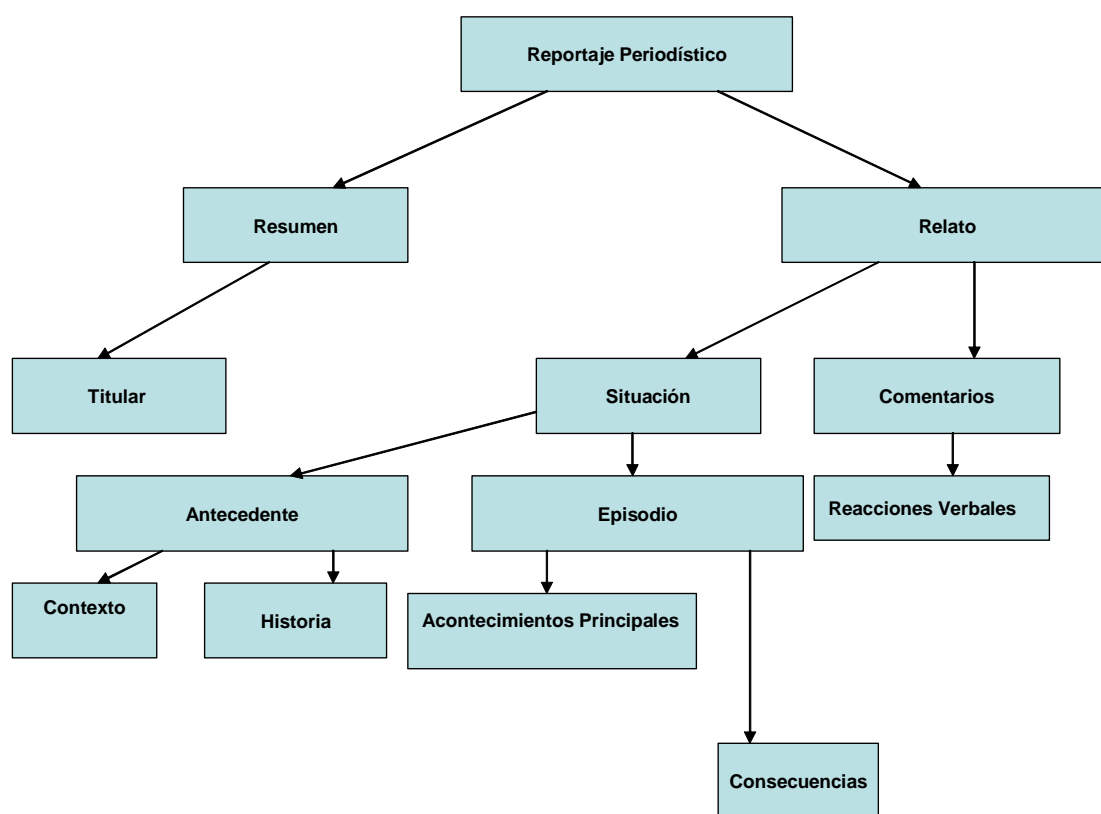 Reportaje Periodístico
Resumen
Relato
Titular
Situación
Comentarios
Antecedente
Episodio
Reacciones Verbales
Contexto
Historia
Acontecimientos Principales
Consecuencias